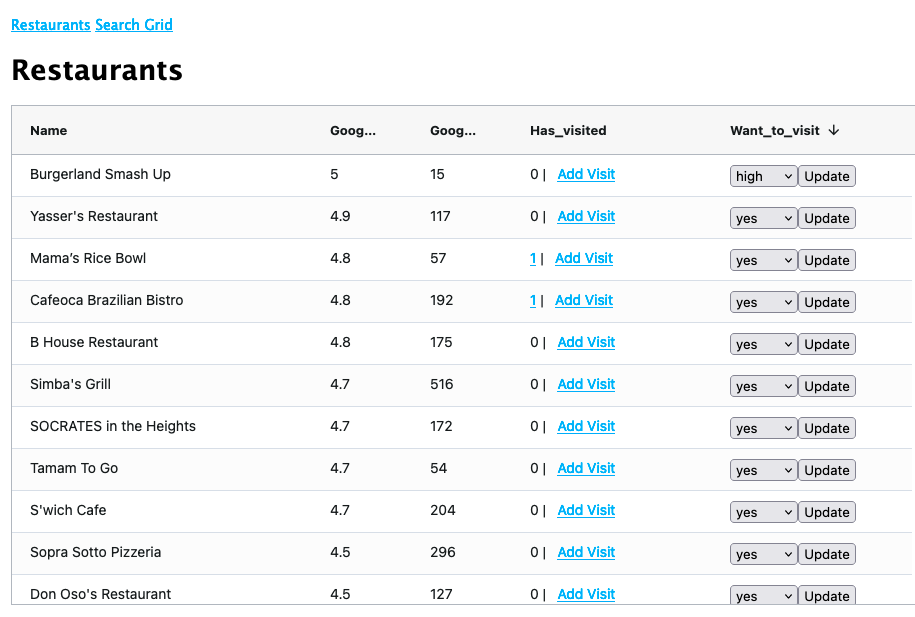 Restaurants Search Grid
Restaurants
Name Goog... Goog... Has_visited Want_to_visit ↓
Burgerland Smash Up 5 15 0 | Add Visit high Update
Yasser's Restaurant 4.9 117 0 | Add Visit yes Update
Mama’s Rice Bowl 4.8 57 1 | Add Visit yes Update
Cafeoca Brazilian Bistro 4.8 192 1 | Add Visit yes Update
B House Restaurant 4.8 175 0 | Add Visit yes Update
Simba's Grill 4.7 516 0 | Add Visit yes Update
SOCRATES in the Heights 4.7 172 0 | Add Visit yes Update
Tamam To Go 4.7 54 0 | Add Visit yes Update
S'wich Cafe 4.7 204 0 | Add Visit yes Update
Sopra Sotto Pizzeria 4.5 296 0 | Add Visit yes Update
Don Oso's Restaurant 4.5 127 0 | Add Visit yes Update